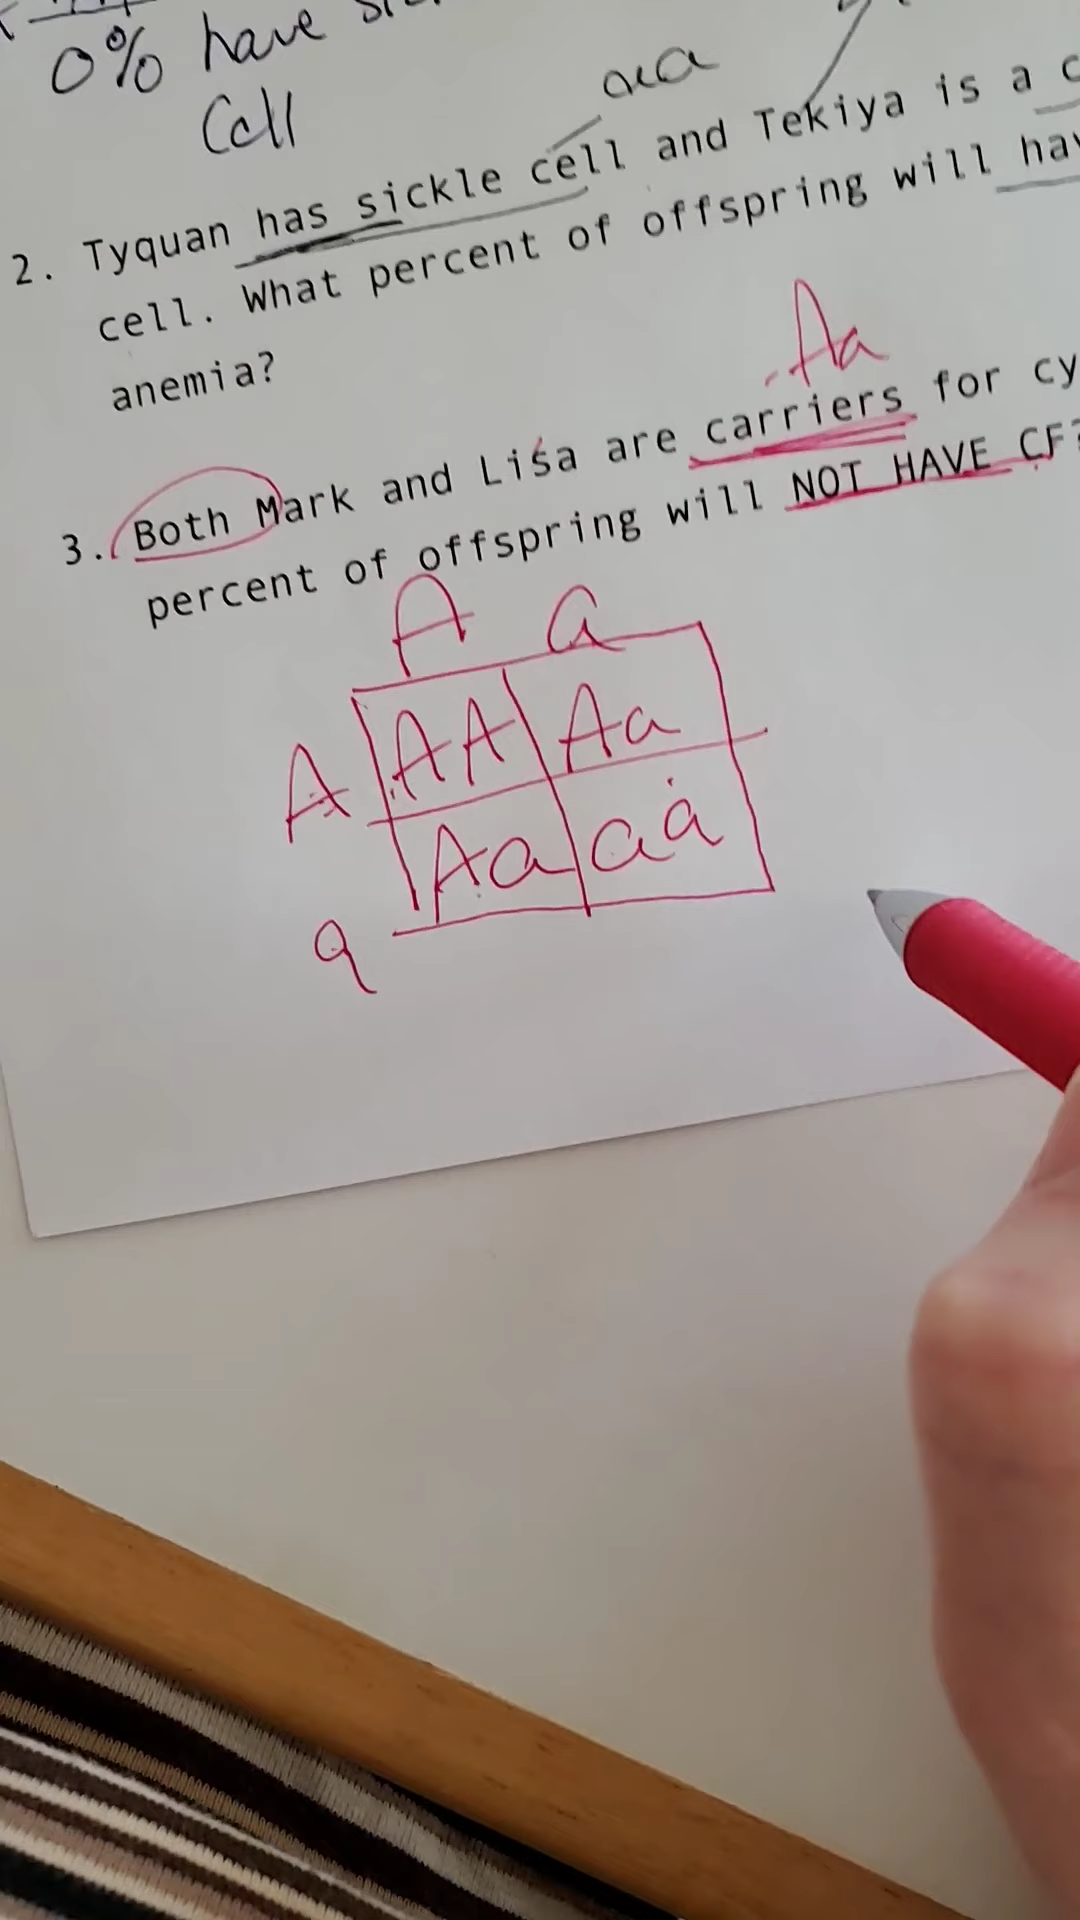 0% have
Cell
aa
2. Tyquan has sickle cell and Tekiya is a
cell. What percent of offspring will
anemia?
Aa
3. Both Mark and Lisa are carriers for
percent of offspring will NOT HAVE CF?
A a
A AA Aa
a Aa aa